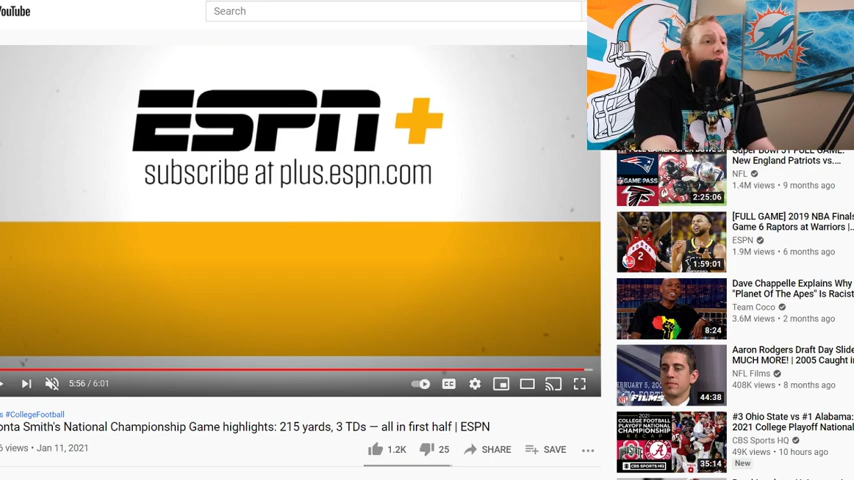 YouTube
Search
ESPN+
subscribe at plus.espn.com
5:56 / 6:01
#CollegeFootball
onta Smith's National Championship Game highlights: 215 yards, 3 TDs — all in first half | ESPN
6 views • Jan 11, 2021
1.2K
25
SHARE
SAVE
Super Bowl 51 FULL GAME:
New England Patriots vs....
NFL
1.4M views • 9 months ago
GAME PASS
2:25:06
[FULL GAME] 2019 NBA Finals
Game 6 Raptors at Warriors |...
ESPN
1.9M views • 6 months ago
1:59:01
Dave Chappelle Explains Why
"Planet Of The Apes" Is Racist
Team Coco
3.6M views • 2 months ago
8:24
Aaron Rodgers Draft Day Slide
MUCH MORE! | 2005 Caught i
NFL Films
408K views • 8 months ago
FEBRUARY 5, 200
FILMS
44:38
#3 Ohio State vs #1 Alabama:
2021 College Playoff National
CBS Sports HQ
49K views • 10 hours ago
New
2021
COLLEGE FOOTBALL
PLAYOFF NATIONAL
CHAMPIONSHIP
RECAP
CBS SPORTS HQ
35:14